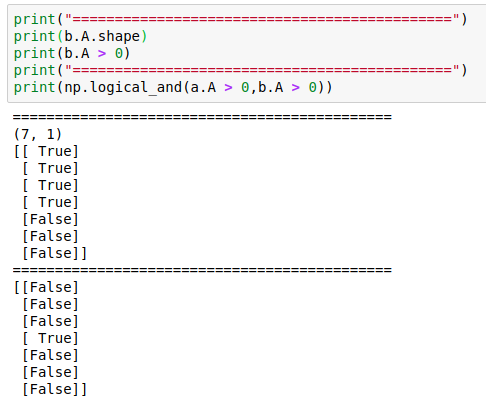 print("=============================================")
print(b.A.shape)
print(b.A > 0)
print("=============================================")
print(np.logical_and(a.A > 0,b.A > 0))
=============================================
(7, 1)
[[ True]
 [ True]
 [ True]
 [ True]
 [False]
 [False]
 [False]]
=============================================
[[False]
 [False]
 [False]
 [ True]
 [False]
 [False]
 [False]]